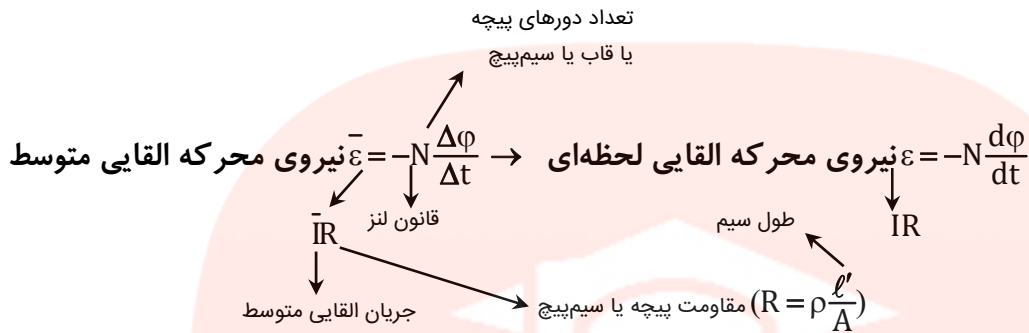 تعداد دورهای پیچه
یا قاب یا سیم‌پیچ
نیروی محرکه القایی متوسط ε̄ = −N Δφ/Δt → نیروی محرکه القایی لحظه‌ای ε = −N dφ/dt
قانون لنز
طول سیم
ĪR
IR
جریان القایی متوسط
مقاومت پیچه یا سیم‌پیچ (R = ρ ℓ′/A)